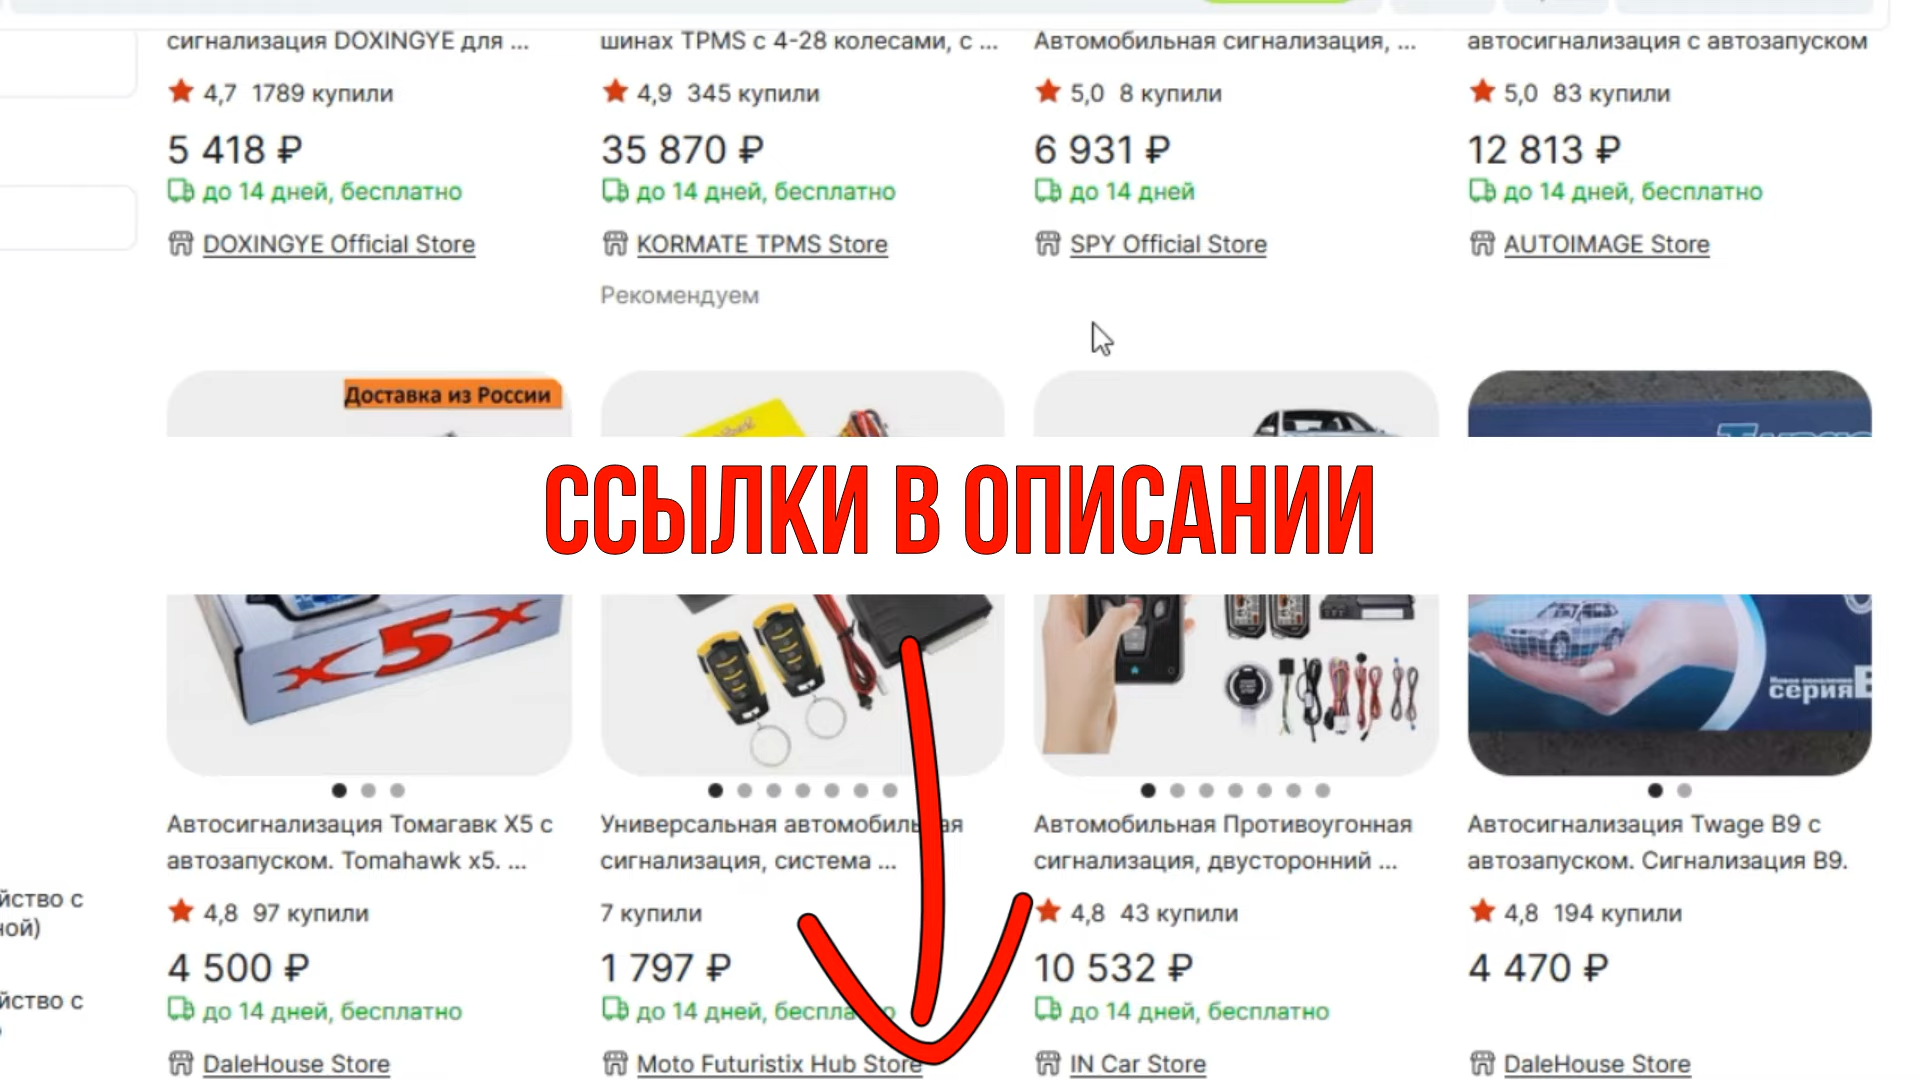 сигнализация DOXINGYE для ...
шинах TPMS с 4-28 колесами, с ...
Автомобильная сигнализация, ...
автосигнализация с автозапуском
4,7 1789 купили
4,9 345 купили
5,0 8 купили
5,0 83 купили
5 418 ₽
35 870 ₽
6 931 ₽
12 813 ₽
до 14 дней, бесплатно
до 14 дней, бесплатно
до 14 дней
до 14 дней, бесплатно
DOXINGYE Official Store
KORMATE TPMS Store
SPY Official Store
AUTOIMAGE Store
Рекомендуем
Доставка из России
ССЫЛКИ В ОПИСАНИИ
x5x
серия B
Автосигнализация Томагавк X5 с
автозапуском. Tomahawk x5. ...
Универсальная автомобильная
сигнализация, система ...
Автомобильная Противоугонная
сигнализация, двусторонний ...
Автосигнализация Twage B9 с
автозапуском. Сигнализация B9.
йство с
ной)
4,8 97 купили
7 купили
4,8 43 купили
4,8 194 купили
4 500 ₽
1 797 ₽
10 532 ₽
4 470 ₽
йство с
до 14 дней, бесплатно
до 14 дней, бесплатно
до 14 дней, бесплатно
DaleHouse Store
Moto Futuristix Hub Store
IN Car Store
DaleHouse Store